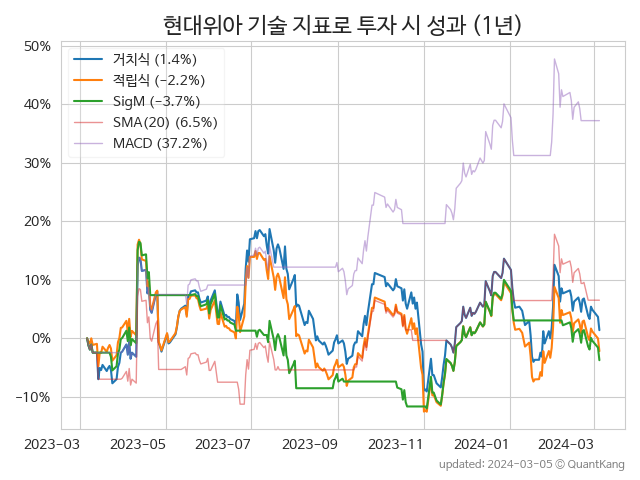 현대위아 기술 지표로 투자 시 성과 (1년)
거치식 (1.4%)
적립식 (−2.2%)
SigM (−3.7%)
SMA(20) (6.5%)
MACD (37.2%)
50%
40%
30%
20%
10%
0%
−10%
2023−03 2023−05 2023−07 2023−09 2023−11 2024−01 2024−03
updated: 2024-03-05 ⓒ QuantKang